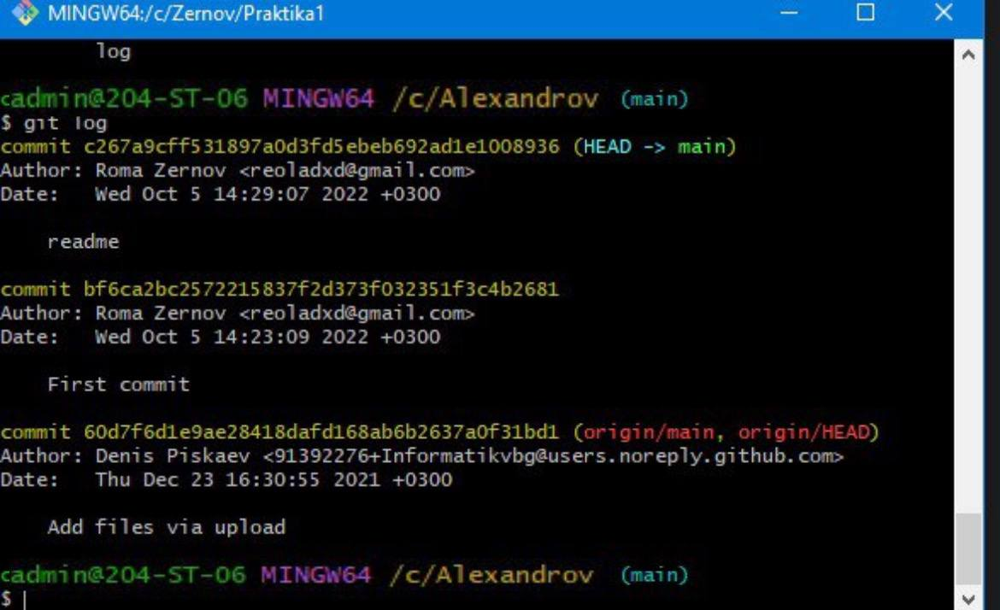 MINGW64:/c/Zernov/Praktika1
log
cadmin@204-ST-06 MINGW64 /c/Alexandrov (main)
$ git log
commit c267a9cff531897a0d3fd5ebeb692ad1e1008936 (HEAD -> main)
Author: Roma Zernov <reoladxd@gmail.com>
Date:   Wed Oct 5 14:29:07 2022 +0300
readme
commit bf6ca2bc2572215837f2d373f032351f3c4b2681
Author: Roma Zernov <reoladxd@gmail.com>
Date:   Wed Oct 5 14:23:09 2022 +0300
First commit
commit 60d7f6d1e9ae28418dafd168ab6b2637a0f31bd1 (origin/main, origin/HEAD)
Author: Denis Piskaev <91392276+Informatikvbg@users.noreply.github.com>
Date:   Thu Dec 23 16:30:55 2021 +0300
Add files via upload
cadmin@204-ST-06 MINGW64 /c/Alexandrov (main)
$